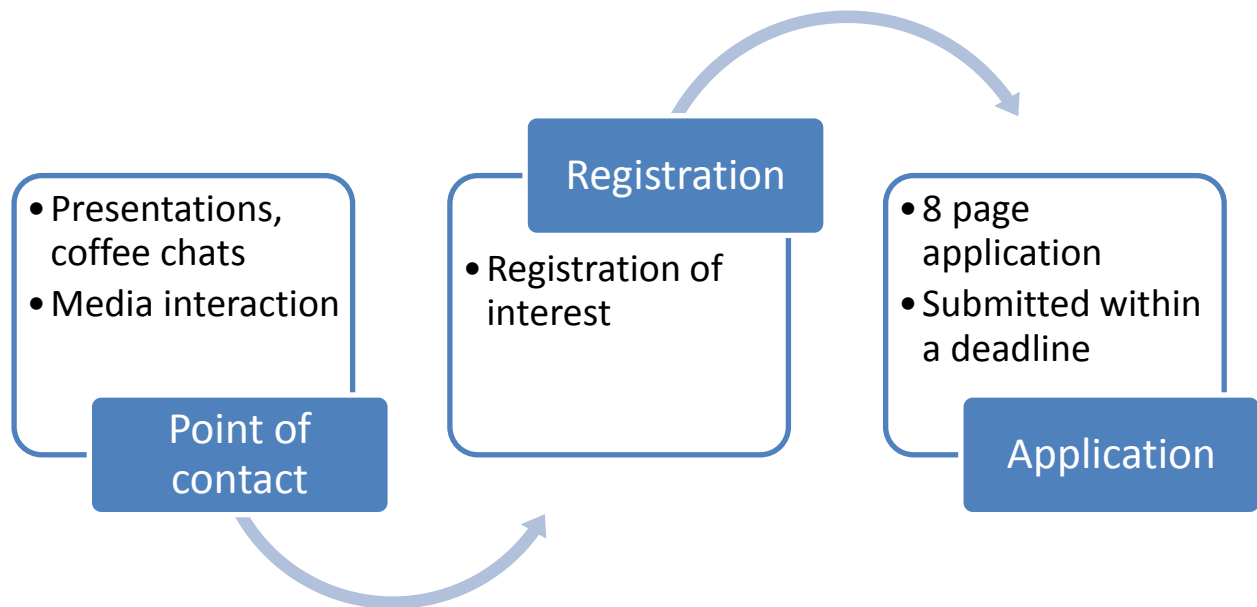 • Presentations,
coffee chats
• Media interaction
Point of
contact
Registration
• Registration of
interest
• 8 page
application
• Submitted within
a deadline
Application